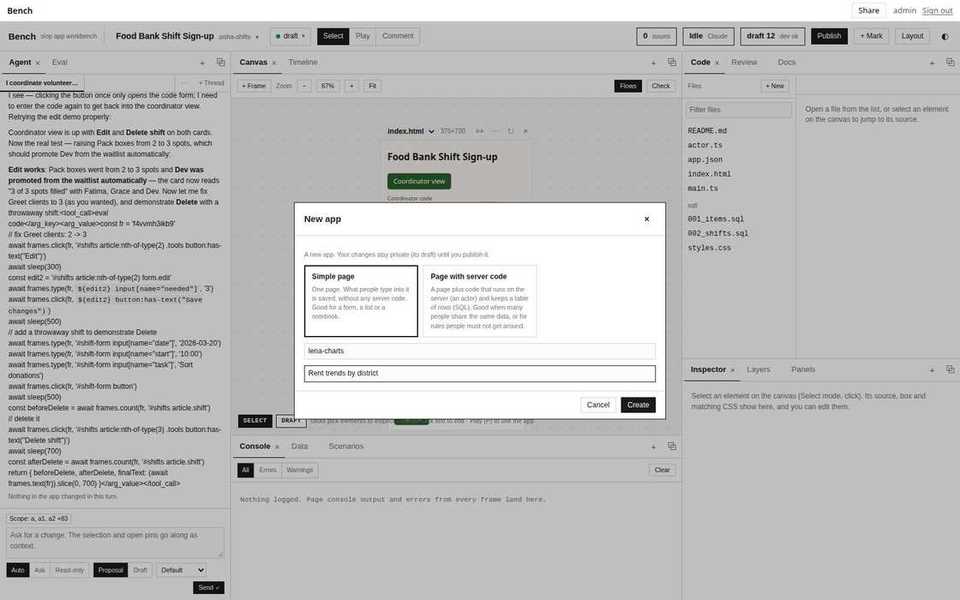 Bench
Share
admin
Sign out
Bench
slop app workbench
Food Bank Shift Sign-up
draft
Select
Play
Comment
0 issues
Idle Claude
draft 12 dev ok
Publish
+ Mark
Layout
Agent
Eval
I coordinate volunteer…
+ Thread
I see — clicking the button once only opens the code form; I
need to enter the code again to get back into the coordinator view.
Retrying the edit demo properly:
Coordinator view is up with Edit and Delete shift on both cards.
Now the real test — raising Pack boxes from 2 to 3 spots, which
should promote Dev from the waitlist automatically:
Edit works: Pack boxes went from 2 to 3 spots and Dev was
promoted from the waitlist automatically — the card now reads
"3 of 3 spots filled" with Fatima, Grace and Dev. Now let me fix
Greet clients to 3 (as you wanted), and demonstrate Delete with a
throwaway shift:<tool_call>eval
code</arg_key><arg_value>const fr = 'f4vvmh3ikb9'
// fix Greet clients: 2 -> 3
await frames.click(fr, '#shifts article:nth-of-type(2) .tools button:has-
text("Edit")')
await sleep(300)
const edit2 = '#shifts article:nth-of-type(2) form.edit'
await frames.type(fr, `${edit2} input[name="needed"]`, '3')
await frames.click(fr, `${edit2} button:has-text("Save
changes")`)
await sleep(500)
// add a throwaway shift to demonstrate Delete
await frames.type(fr, '#shift-form input[name="date"]', '2026-03-20')
await frames.type(fr, '#shift-form input[name="start"]', '10:00')
await frames.type(fr, '#shift-form input[name="task"]', 'Sort
donations')
await frames.click(fr, '#shift-form button')
await sleep(500)
const beforeDelete = await frames.count(fr, '#shifts article.shift')
// delete it
await frames.click(fr, '#shifts article:nth-of-type(3) .tools button:has-
text("Delete shift")')
await sleep(700)
const afterDelete = await frames.count(fr, '#shifts article.shift')
return { beforeDelete, afterDelete, finalText: (await
frames.text(fr)).slice(0, 700) }</arg_value></tool_call>
Nothing in the app changed in this turn.
Scope: a, a1, a2 +83
Ask for a change. The selection and open pins go along as
context.
Auto
Ask
Read-only
Proposal
Draft
Default
Send
Canvas
Timeline
+ Frame
Zoom
−
67%
+
Fit
Flows
Check
index.html
375×700
Food Bank Shift Sign-up
Coordinator view
Coordinator code
New app
A new app. Your changes stay private (its draft) until you publish it.
Simple page
One page. What people type into it
is saved, without any server code.
Good for a form, a list or a
notebook.
Page with server code
A page plus code that runs on the
server (an actor) and keeps a table
of rows (SQL). Good when many
people share the same data, or for
rules people must not get around.
lena-charts
Rent trends by district
Cancel
Create
SELECT
DRAFT
Console
Data
Scenarios
All
Errors
Warnings
Clear
Nothing logged. Page console output and errors from every frame land here.
Code
Review
Docs
Files
+ New
Filter files
README.md
actor.ts
app.json
index.html
main.ts
sql/
001_items.sql
002_shifts.sql
styles.css
Open a file from the list, or select an element
on the canvas to jump to its source.
Inspector
Layers
Panels
Select an element on the canvas (Select mode, click). Its source, box and
matching CSS show here, and you can edit them.